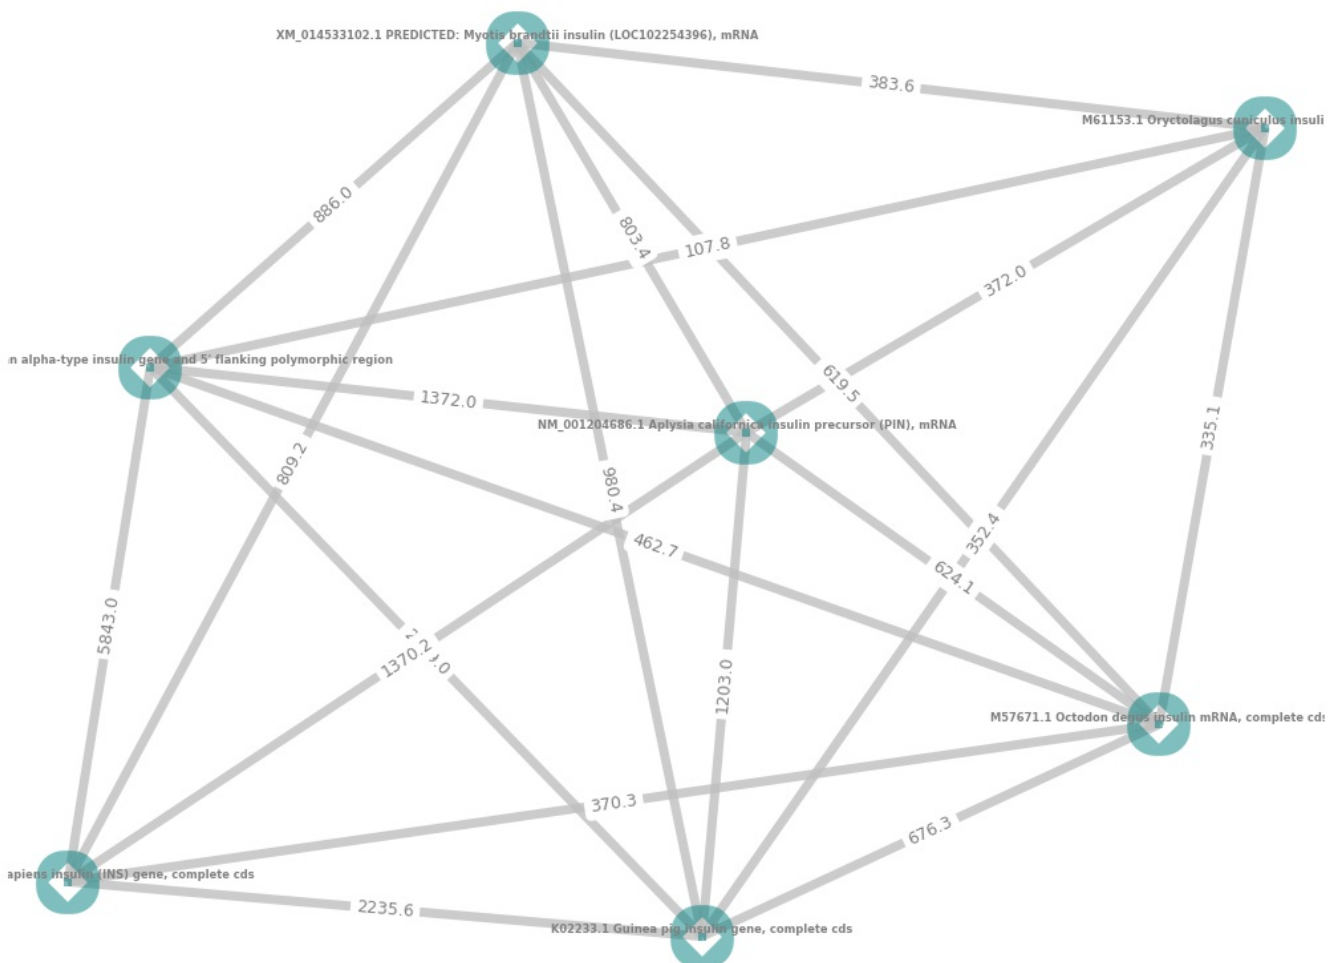 XM_014533102.1 PREDICTED: Myotis brandtii insulin (LOC102254396), mRNA
383.6
M61153.1 Oryctolagus cuniculus insuli
886.0
803.4
107.8
372.0
n alpha-type insulin gene and 5' flanking polymorphic region
1372.0
619.5
335.1
NM_001204686.1 Aplysia californica insulin precursor (PIN), mRNA
809.2
980.4
352.4
462.7
624.1
5843.0
1370.2
1203.0
M57671.1 Octodon degus insulin mRNA, complete cds
370.3
676.3
apiens insulin (INS) gene, complete cds
2235.6
K02233.1 Guinea pig insulin gene, complete cds